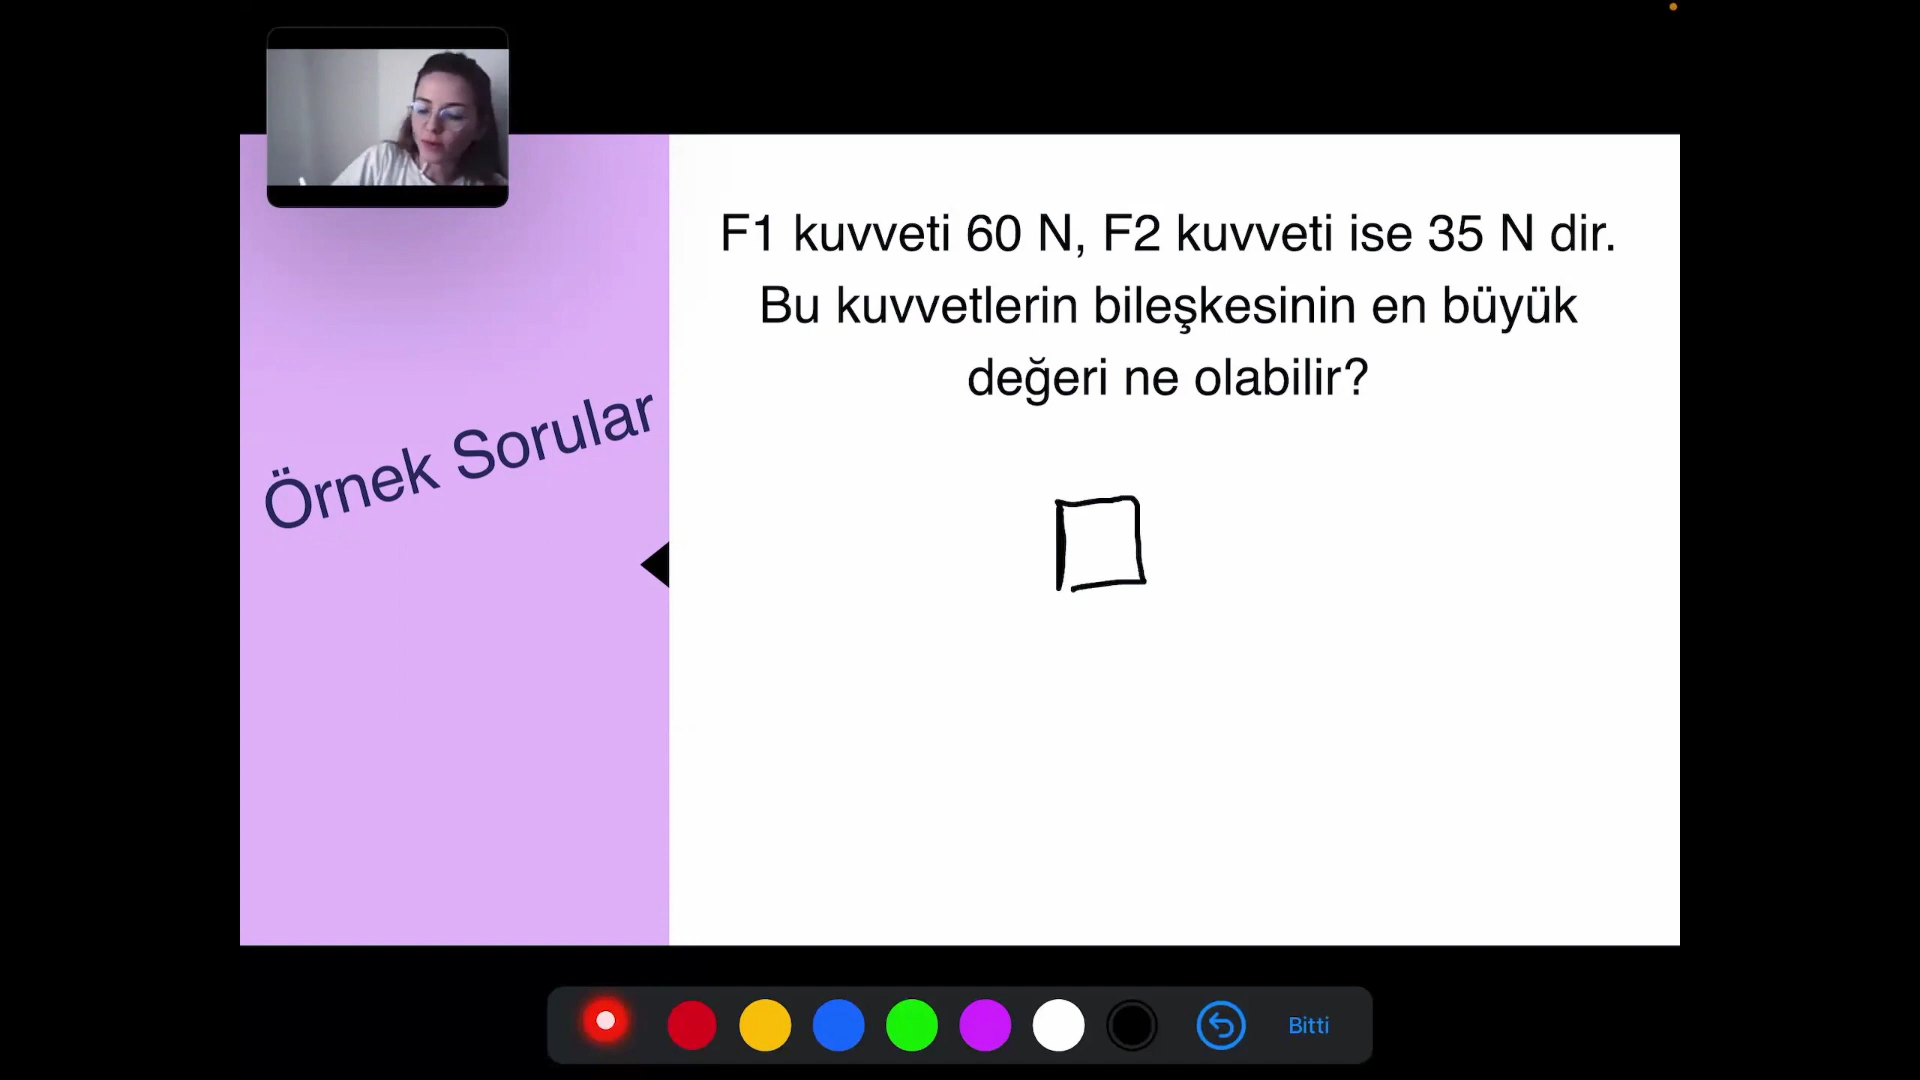 F1 kuvveti 60 N, F2 kuvveti ise 35 N dir.
Bu kuvvetlerin bileşkesinin en büyük
değeri ne olabilir?
Örnek Sorular
Bitti